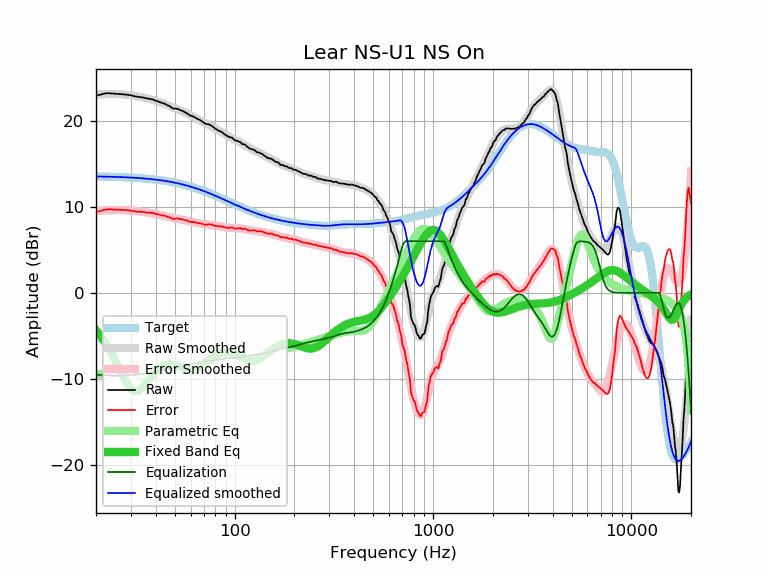 Lear NS-U1 NS On
Amplitude (dBr)
20
10
0
−10
−20
Target
Raw Smoothed
Error Smoothed
Raw
Error
Parametric Eq
Fixed Band Eq
Equalization
Equalized smoothed
100 1000 10000
Frequency (Hz)